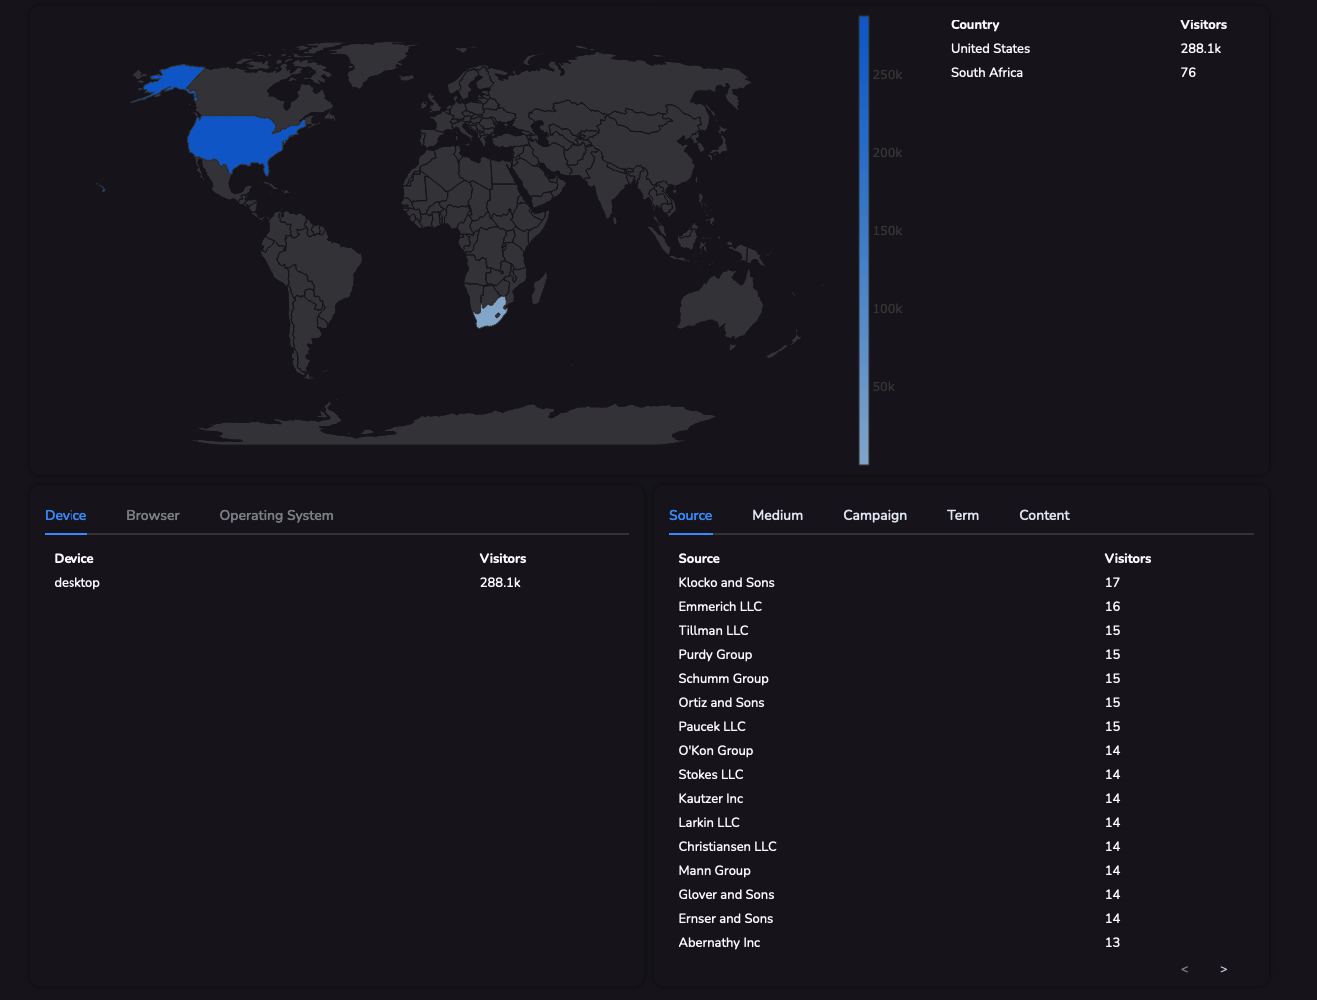 Country Visitors
United States 288.1k
South Africa 76
250k
200k
150k
100k
50k
Device Browser Operating System
Device Visitors
desktop 288.1k
Source Medium Campaign Term Content
Source Visitors
Klocko and Sons 17
Emmerich LLC 16
Tillman LLC 15
Purdy Group 15
Schumm Group 15
Ortiz and Sons 15
Paucek LLC 15
O'Kon Group 14
Stokes LLC 14
Kautzer Inc 14
Larkin LLC 14
Christiansen LLC 14
Mann Group 14
Glover and Sons 14
Ernser and Sons 14
Abernathy Inc 13
< >